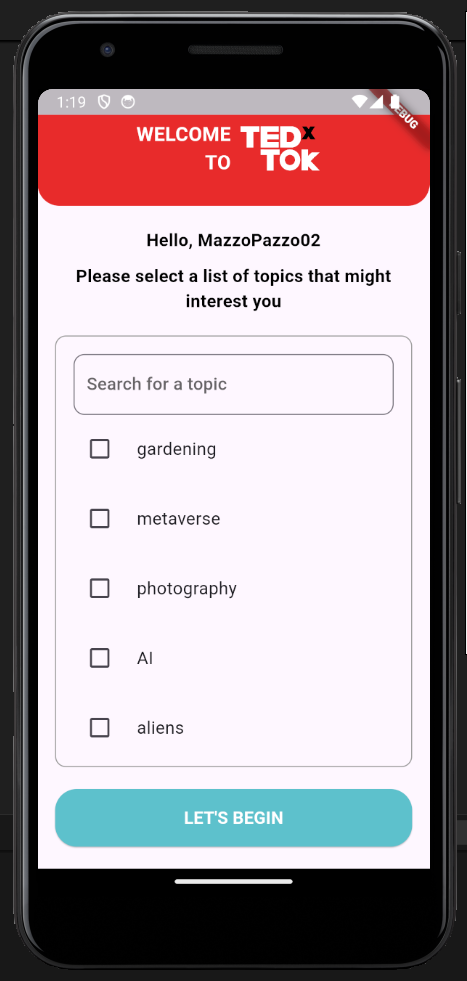 1:19
DEBUG
WELCOME TEDx
TO TOK
Hello, MazzoPazzo02
Please select a list of topics that might
interest you
Search for a topic
gardening
metaverse
photography
AI
aliens
LET'S BEGIN